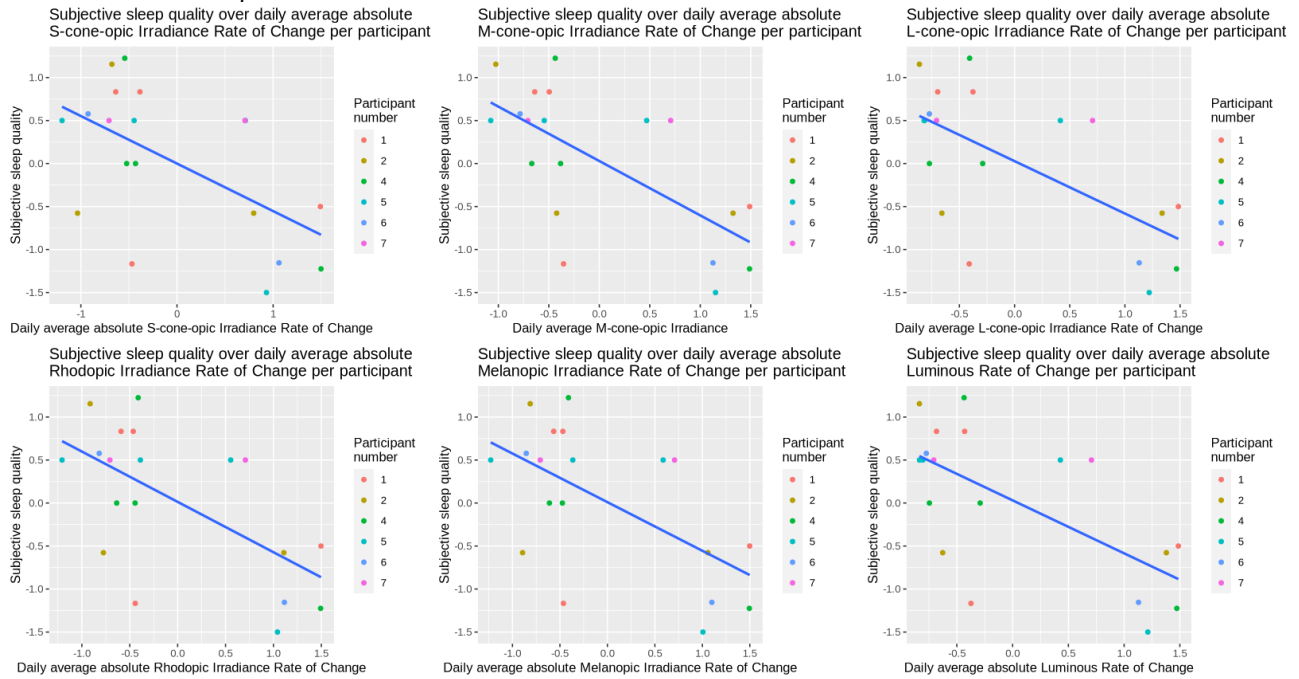 Subjective sleep quality over daily average absolute
S-cone-opic Irradiance Rate of Change per participant
1.0
0.5
0.0
-0.5
-1.0
-1.5
Subjective sleep quality
-1
0
1
Daily average absolute S-cone-opic Irradiance Rate of Change
Participant
number
1
2
4
5
6
7
Subjective sleep quality over daily average absolute
M-cone-opic Irradiance Rate of Change per participant
1.0
0.5
0.0
-0.5
-1.0
-1.5
Subjective sleep quality
-1.0
-0.5
0.0
0.5
1.0
1.5
Daily average M-cone-opic Irradiance
Participant
number
1
2
4
5
6
7
Subjective sleep quality over daily average absolute
L-cone-opic Irradiance Rate of Change per participant
1.0
0.5
0.0
-0.5
-1.0
-1.5
Subjective sleep quality
-0.5
0.0
0.5
1.0
1.5
Daily average L-cone-opic Irradiance Rate of Change
Participant
number
1
2
4
5
6
7
Subjective sleep quality over daily average absolute
Rhodopic Irradiance Rate of Change per participant
1.0
0.5
0.0
-0.5
-1.0
-1.5
Subjective sleep quality
-1.0
-0.5
0.0
0.5
1.0
1.5
Daily average absolute Rhodopic Irradiance Rate of Change
Participant
number
1
2
4
5
6
7
Subjective sleep quality over daily average absolute
Melanopic Irradiance Rate of Change per participant
1.0
0.5
0.0
-0.5
-1.0
-1.5
Subjective sleep quality
-1.0
-0.5
0.0
0.5
1.0
1.5
Daily average absolute Melanopic Irradiance Rate of Change
Participant
number
1
2
4
5
6
7
Subjective sleep quality over daily average absolute
Luminous Rate of Change per participant
1.0
0.5
0.0
-0.5
-1.0
-1.5
Subjective sleep quality
-0.5
0.0
0.5
1.0
1.5
Daily average absolute Luminous Rate of Change
Participant
number
1
2
4
5
6
7